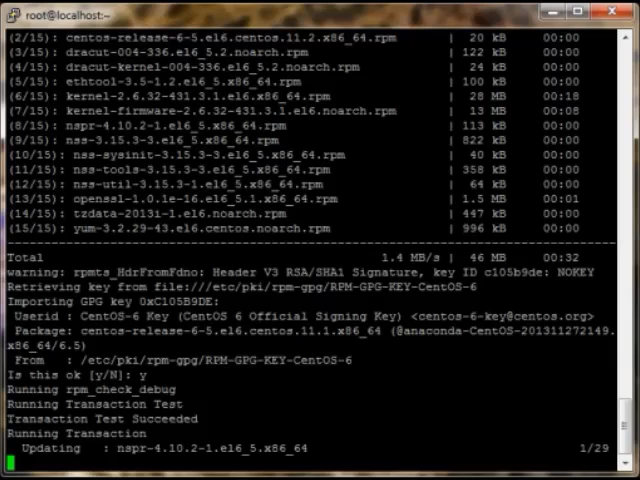 root@localhost:~
(2/15): centos-release-6-5.el6.centos.11.2.x86_64.rpm | 20 kB 00:00
(3/15): dracut-004-336.el6_5.2.noarch.rpm | 122 kB 00:00
(4/15): dracut-kernel-004-336.el6_5.2.noarch.rpm | 24 kB 00:00
(5/15): ethtool-3.5-1.2.el6_5.x86_64.rpm | 100 kB 00:00
(6/15): kernel-2.6.32-431.3.1.el6.x86_64.rpm | 28 MB 00:18
(7/15): kernel-firmware-2.6.32-431.3.1.el6.noarch.rpm | 13 MB 00:08
(8/15): nspr-4.10.2-1.el6_5.x86_64.rpm | 113 kB 00:00
(9/15): nss-3.15.3-3.el6_5.x86_64.rpm | 822 kB 00:00
(10/15): nss-sysinit-3.15.3-3.el6_5.x86_64.rpm | 40 kB 00:00
(11/15): nss-tools-3.15.3-3.el6_5.x86_64.rpm | 358 kB 00:00
(12/15): nss-util-3.15.3-1.el6_5.x86_64.rpm | 64 kB 00:00
(13/15): openssl-1.0.1e-16.el6_5.1.x86_64.rpm | 1.5 MB 00:01
(14/15): tzdata-2013i-1.el6.noarch.rpm | 447 kB 00:00
(15/15): yum-3.2.29-43.el6.centos.noarch.rpm | 996 kB 00:00
--------------------------------------------------------------------------------
Total 1.4 MB/s | 46 MB 00:32
warning: rpmts_HdrFromFdno: Header V3 RSA/SHA1 Signature, key ID c105b9de: NOKEY
Retrieving key from file:///etc/pki/rpm-gpg/RPM-GPG-KEY-CentOS-6
Importing GPG key 0xC105B9DE:
Userid : CentOS-6 Key (CentOS 6 Official Signing Key) <centos-6-key@centos.org>
Package: centos-release-6-5.el6.centos.11.1.x86_64 (@anaconda-CentOS-201311272149.
x86_64/6.5)
From : /etc/pki/rpm-gpg/RPM-GPG-KEY-CentOS-6
Is this ok [y/N]: y
Running rpm_check_debug
Running Transaction Test
Transaction Test Succeeded
Running Transaction
Updating : nspr-4.10.2-1.el6_5.x86_64 1/29